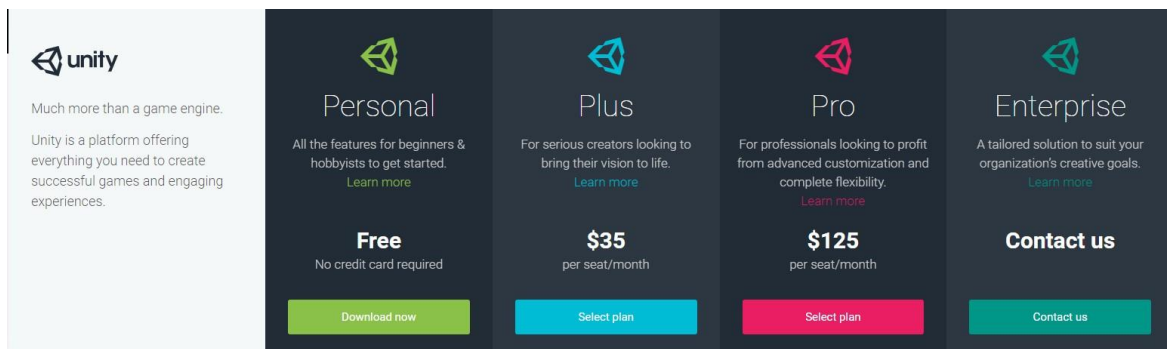 unity
Much more than a game engine.
Unity is a platform offering
everything you need to create
successful games and engaging
experiences.
Personal
All the features for beginners &
hobbyists to get started.
Learn more
Free
No credit card required
Download now
Plus
For serious creators looking to
bring their vision to life.
Learn more
$35
per seat/month
Select plan
Pro
For professionals looking to profit
from advanced customization and
complete flexibility.
Learn more
$125
per seat/month
Select plan
Enterprise
A tailored solution to suit your
organization's creative goals.
Learn more
Contact us
Contact us